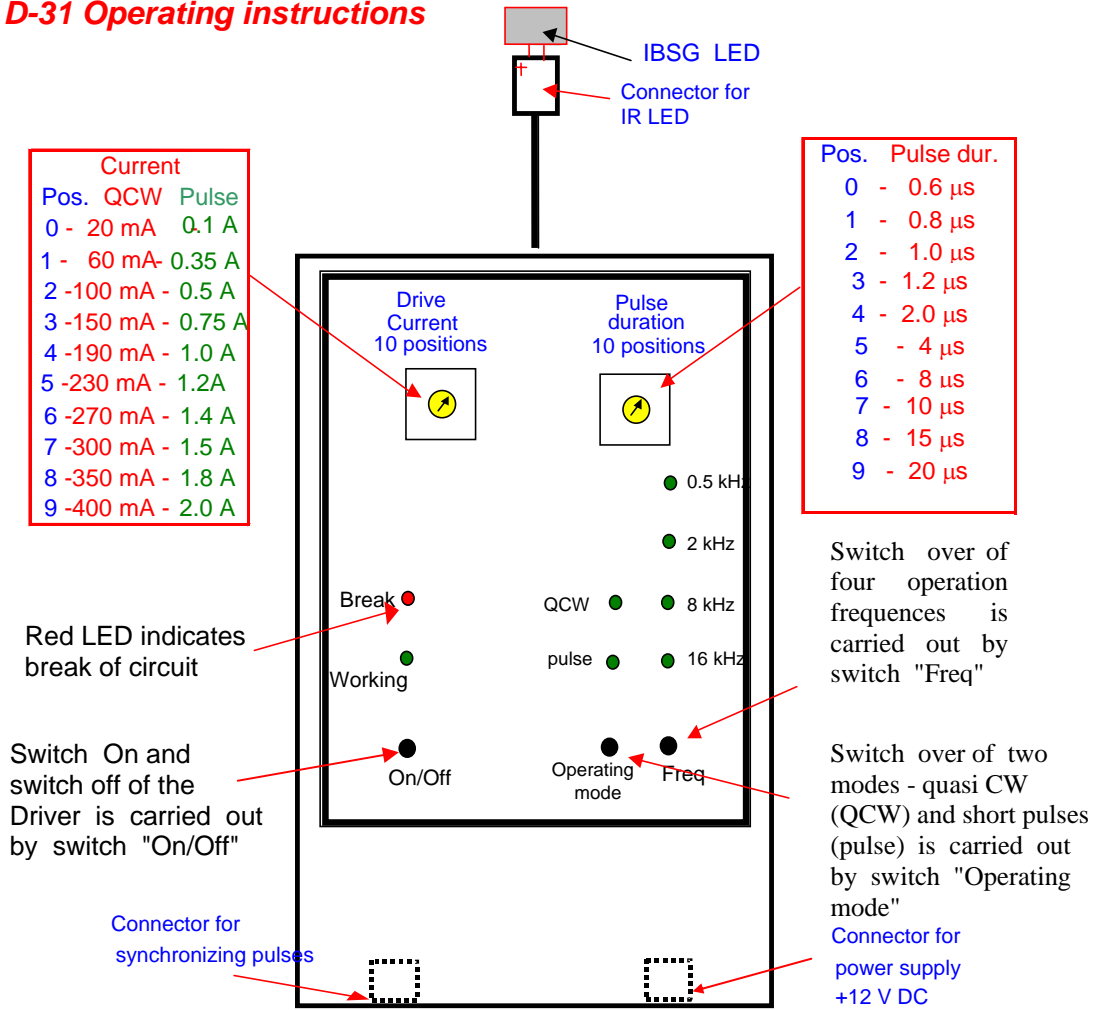 D-31 Operating instructions
IBSG LED
+
Connector for
IR LED
Current
Pos. QCW Pulse
0 - 20 mA - 0.1 A
1 - 60 mA- 0.35 A
2 -100 mA - 0.5 A
3 -150 mA - 0.75 A
4 -190 mA - 1.0 A
5 -230 mA - 1.2A
6 -270 mA - 1.4 A
7 -300 mA - 1.5 A
8 -350 mA - 1.8 A
9 -400 mA - 2.0 A
Pos. Pulse dur.
0 - 0.6 μs
1 - 0.8 μs
2 - 1.0 μs
3 - 1.2 μs
4 - 2.0 μs
5 - 4 μs
6 - 8 μs
7 - 10 μs
8 - 15 μs
9 - 20 μs
Drive
Current
10 positions
Pulse
duration
10 positions
0.5 kHz
2 kHz
Break
QCW
8 kHz
Working
pulse
16 kHz
On/Off
Operating
mode
Freq
Red LED indicates
break of circuit
Switch On and
switch off of the
Driver is carried out
by switch "On/Off"
Switch over of
four operation
frequences is
carried out by
switch "Freq"
Switch over of two
modes - quasi CW
(QCW) and short pulses
(pulse) is carried out
by switch "Operating
mode"
Connector for
synchronizing pulses
Connector for
power supply
+12 V DC